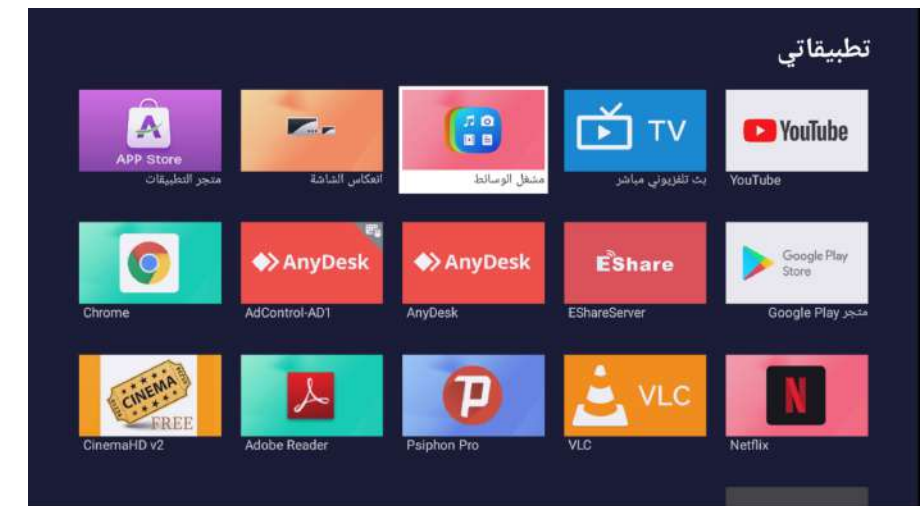 تطبيقاتي
YouTube
YouTube
TV
بث تلفزيوني مباشر
مشغل الوسائط
انعكاس الشاشة
APP Store
متجر التطبيقات
Google Play
Store
متجر Google Play
EShare
EShareServer
AnyDesk
AnyDesk
AnyDesk
AdControl-AD1
Chrome
N
Netflix
VLC
VLC
P
Psiphon Pro
Adobe Reader
CINEMA
FREE
CinemaHD v2